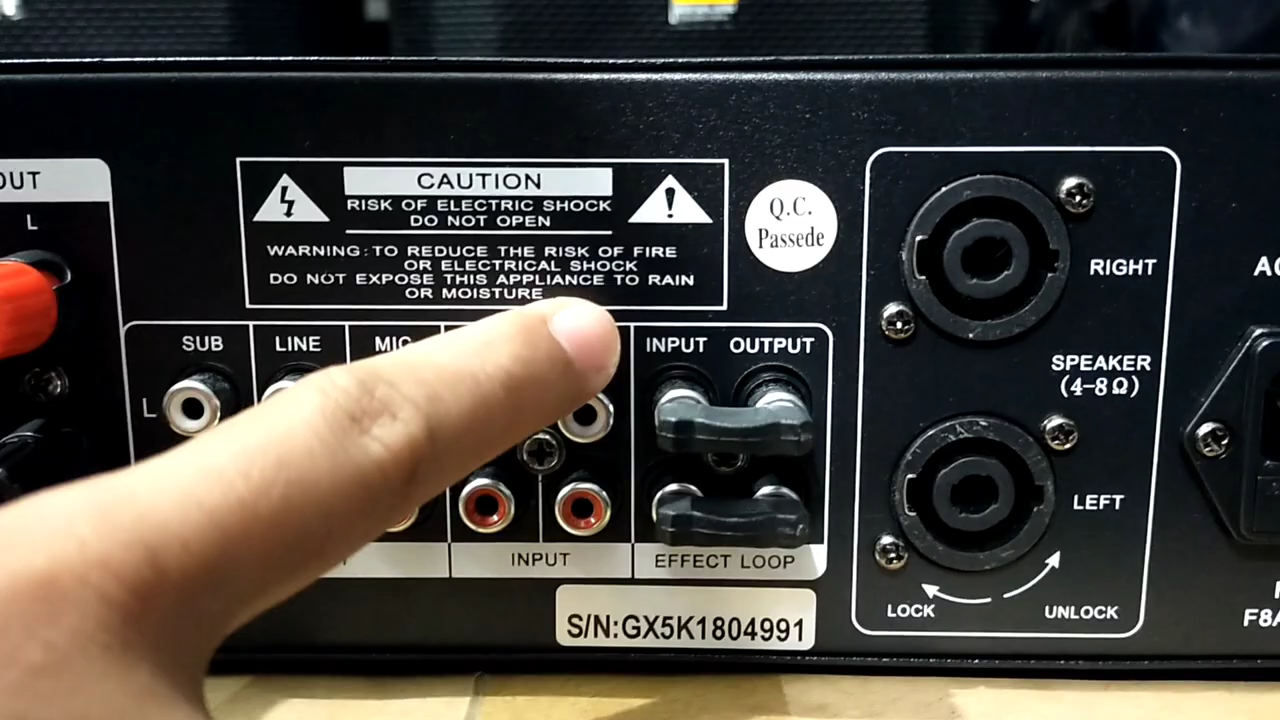 OUT
L
CAUTION
RISK OF ELECTRIC SHOCK
DO NOT OPEN
WARNING: TO REDUCE THE RISK OF FIRE
OR ELECTRICAL SHOCK
DO NOT EXPOSE THIS APPLIANCE TO RAIN
OR MOISTURE
Q.C.
Passede
SUB
LINE
MIC
INPUT OUTPUT
L
INPUT
EFFECT LOOP
S/N:GX5K1804991
RIGHT
SPEAKER
(4-8Ω)
LEFT
LOCK
UNLOCK